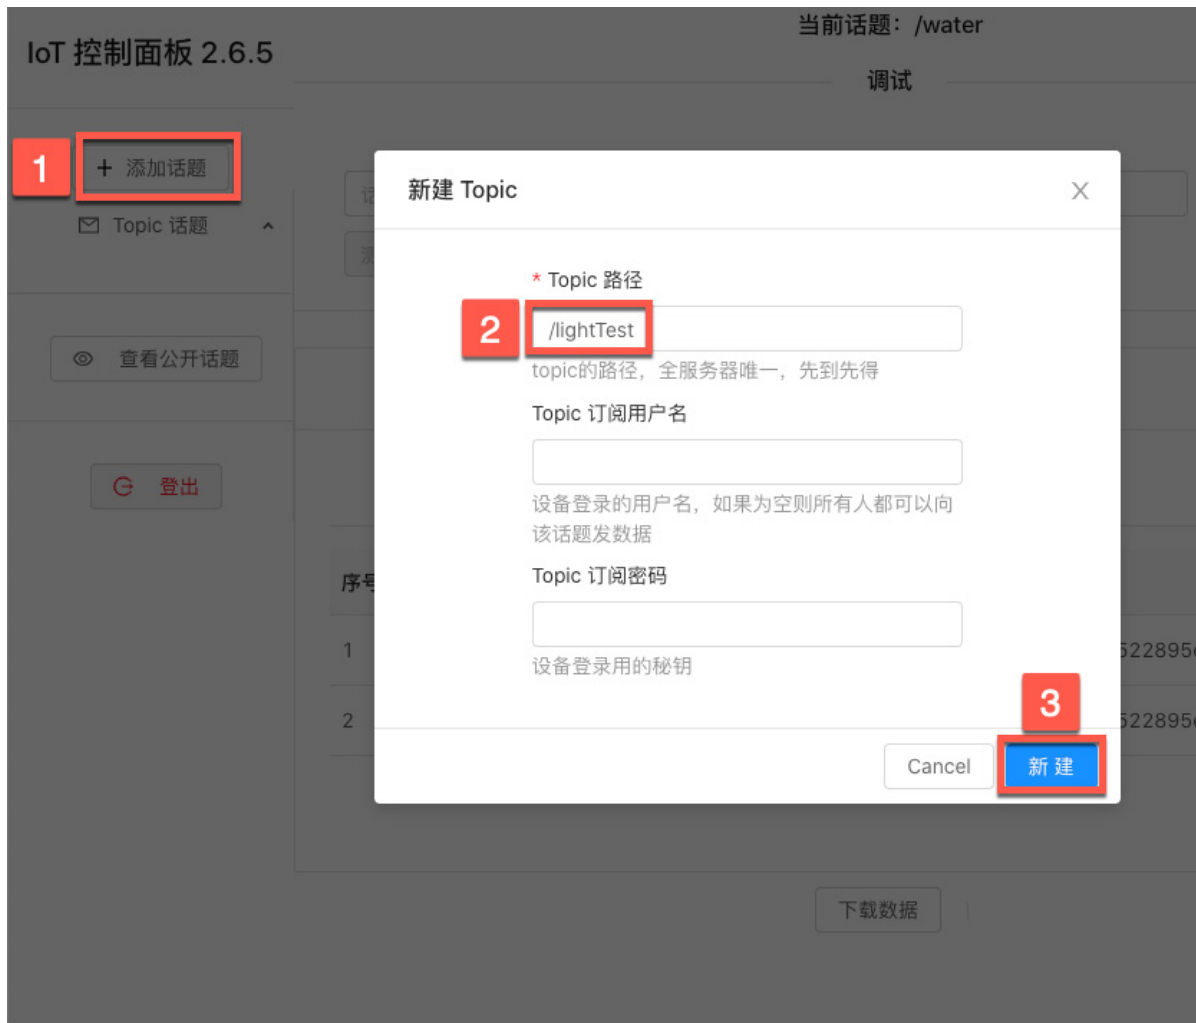 IoT 控制面板 2.6.5
当前话题：/water
调试
1
+ 添加话题
Topic 话题
查看公开话题
登出
新建 Topic
X
* Topic 路径
2
/lightTest
topic的路径，全服务器唯一，先到先得
Topic 订阅用户名
设备登录的用户名，如果为空则所有人都可以向
该话题发数据
Topic 订阅密码
设备登录用的秘钥
3
Cancel
新 建
序号
1
522895
2
522895
下载数据